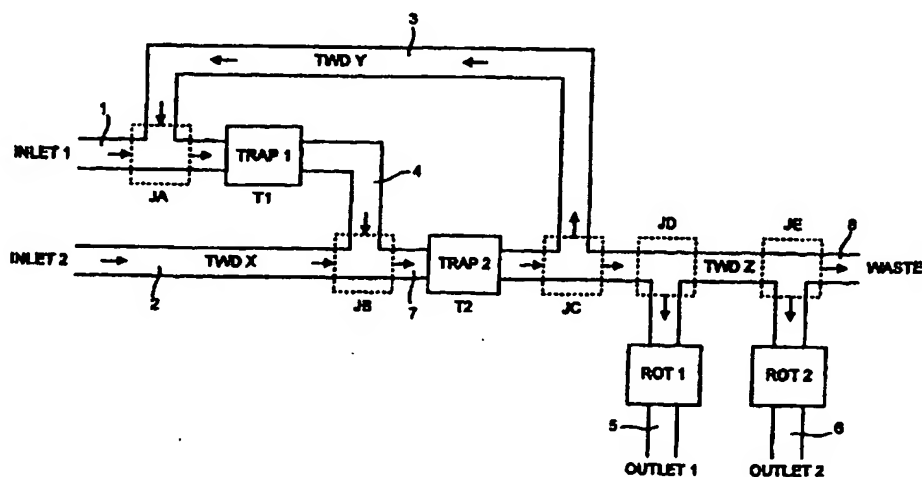 3
TWD Y
1
INLET 1
TRAP 1
JA
T1
4
INLET 2
TWD X
TRAP 2
JD
JE
8
TWD Z
WASTE
2
JB
7
T2
JC
ROT 1
ROT 2
5
6
OUTLET 1
OUTLET 2